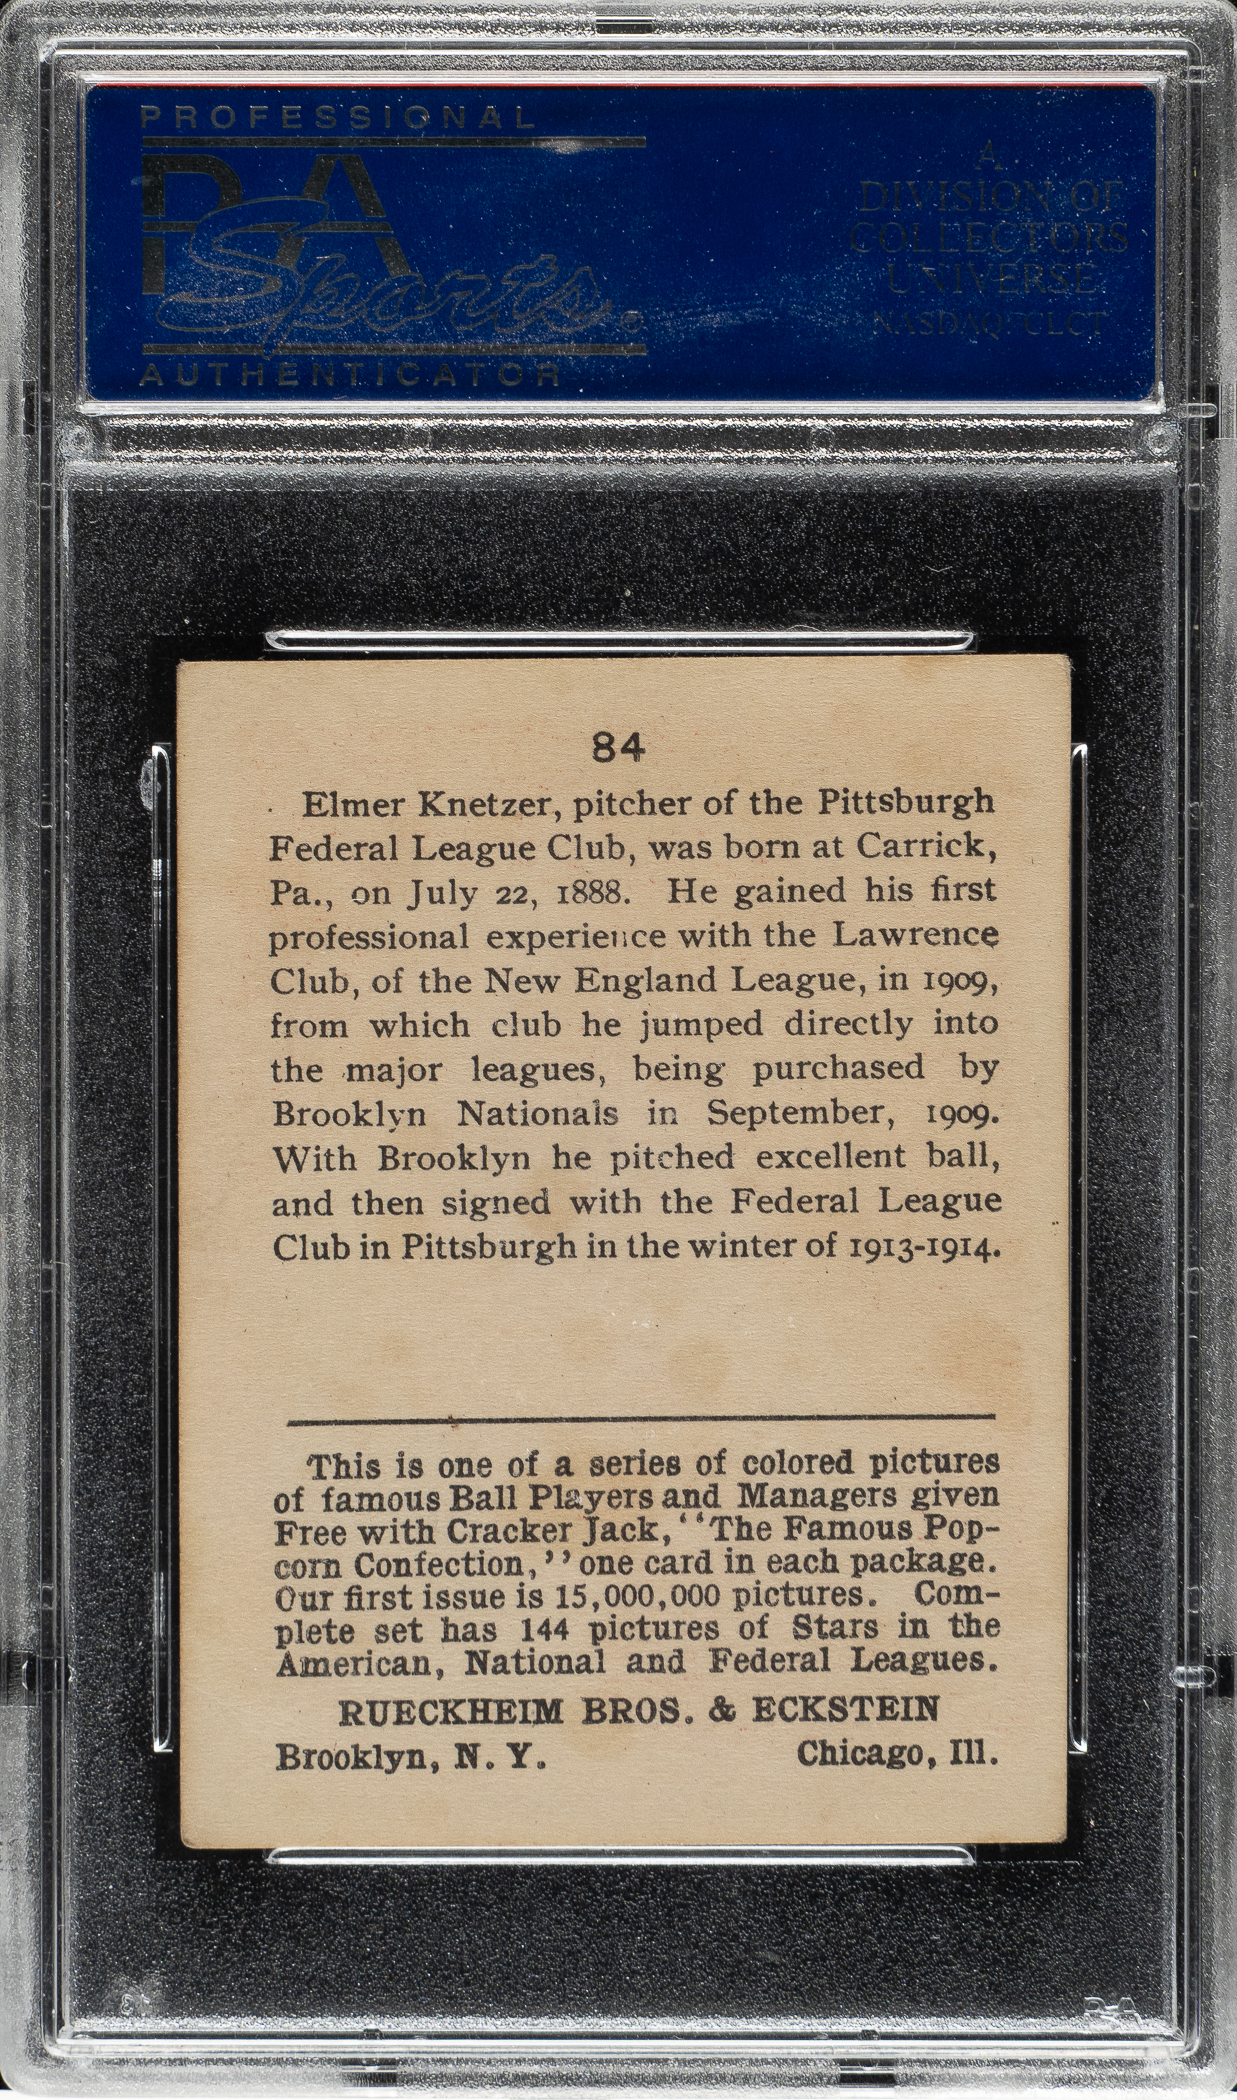 PROFESSIONAL
PSA
Sports
AUTHENTICATOR
A
DIVISION OF
COLLECTORS
UNIVERSE
NASDAQ: CLCT
84
Elmer Knetzer, pitcher of the Pittsburgh
Federal League Club, was born at Carrick,
Pa., on July 22, 1888. He gained his first
professional experience with the Lawrence
Club, of the New England League, in 1909,
from which club he jumped directly into
the major leagues, being purchased by
Brooklyn Nationals in September, 1909.
With Brooklyn he pitched excellent ball,
and then signed with the Federal League
Club in Pittsburgh in the winter of 1913-1914.
This is one of a series of colored pictures
of famous Ball Players and Managers given
Free with Cracker Jack, "The Famous Pop-
corn Confection," one card in each package.
Our first issue is 15,000,000 pictures. Com-
plete set has 144 pictures of Stars in the
American, National and Federal Leagues.
RUECKHEIM BROS. & ECKSTEIN
Brooklyn, N. Y. Chicago, Ill.
PSA